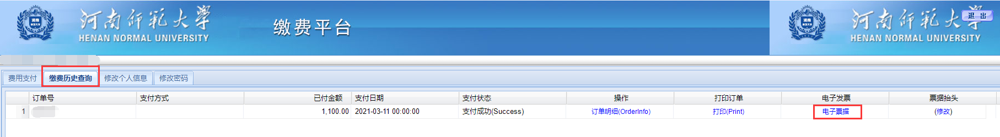 河南师范大学
HENAN NORMAL UNIVERSITY
缴费平台
河南师范大学
HENAN NORMAL UNIVERSITY
退 出
费用支付 缴费历史查询 修改个人信息 修改密码
订单号 支付方式 已付金额 支付日期 支付状态 操作 打印订单 电子发票 票据抬头
1 1,100.00 2021-03-11 00:00:00 支付成功(Success) 订单明细(OrderInfo) 打印(Print) 电子票据 (修改)